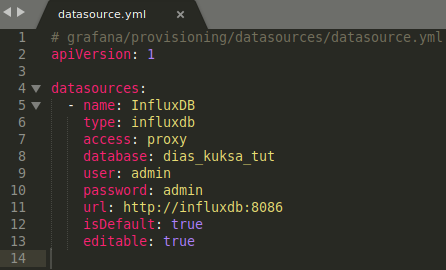 datasource.yml ×
1 # grafana/provisioning/datasources/datasource.yml
2 apiVersion: 1
3
4 datasources:
5   - name: InfluxDB
6     type: influxdb
7     access: proxy
8     database: dias_kuksa_tut
9     user: admin
10     password: admin
11     url: http://influxdb:8086
12     isDefault: true
13     editable: true
14